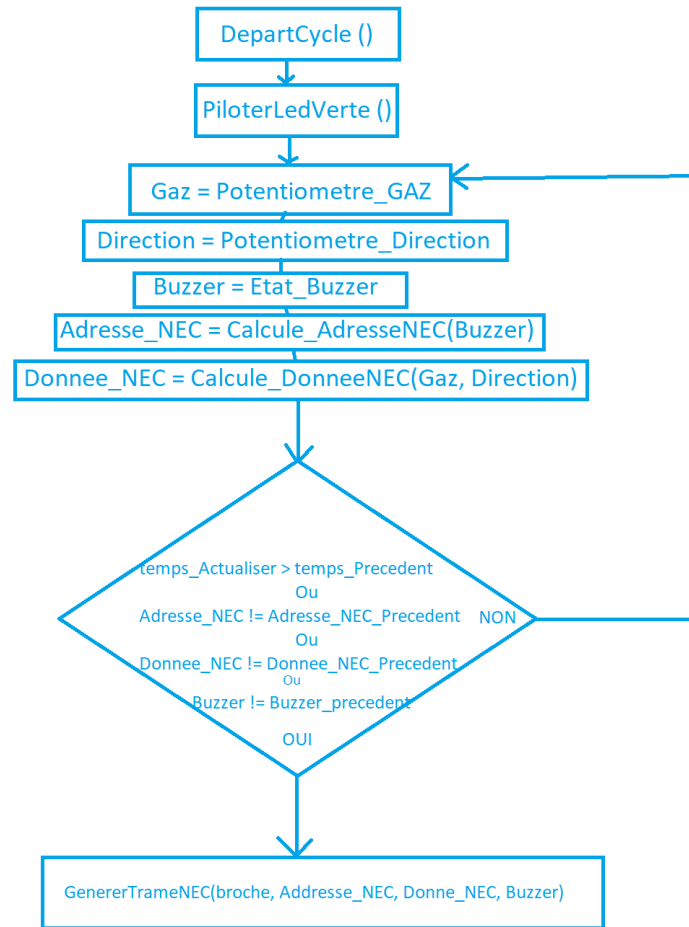 DepartCycle ()
PiloterLedVerte ()
Gaz = Potentiometre_GAZ
Direction = Potentiometre_Direction
Buzzer = Etat_Buzzer
Adresse_NEC = Calcule_AdresseNEC(Buzzer)
Donnee_NEC = Calcule_DonneeNEC(Gaz, Direction)
temps_Actualiser > temps_Precedent
Ou
Adresse_NEC != Adresse_NEC_Precedent NON
Ou
Donnee_NEC != Donnee_NEC_Precedent
Ou
Buzzer != Buzzer_precedent
OUI
GenererTrameNEC(broche, Addresse_NEC, Donne_NEC, Buzzer)